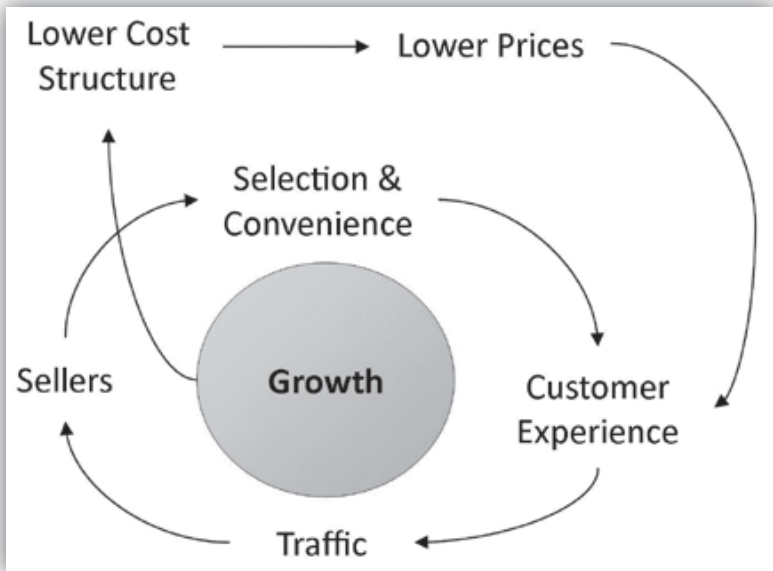 Lower Cost
Structure
Lower Prices
Selection &
Convenience
Sellers
Growth
Customer
Experience
Traffic